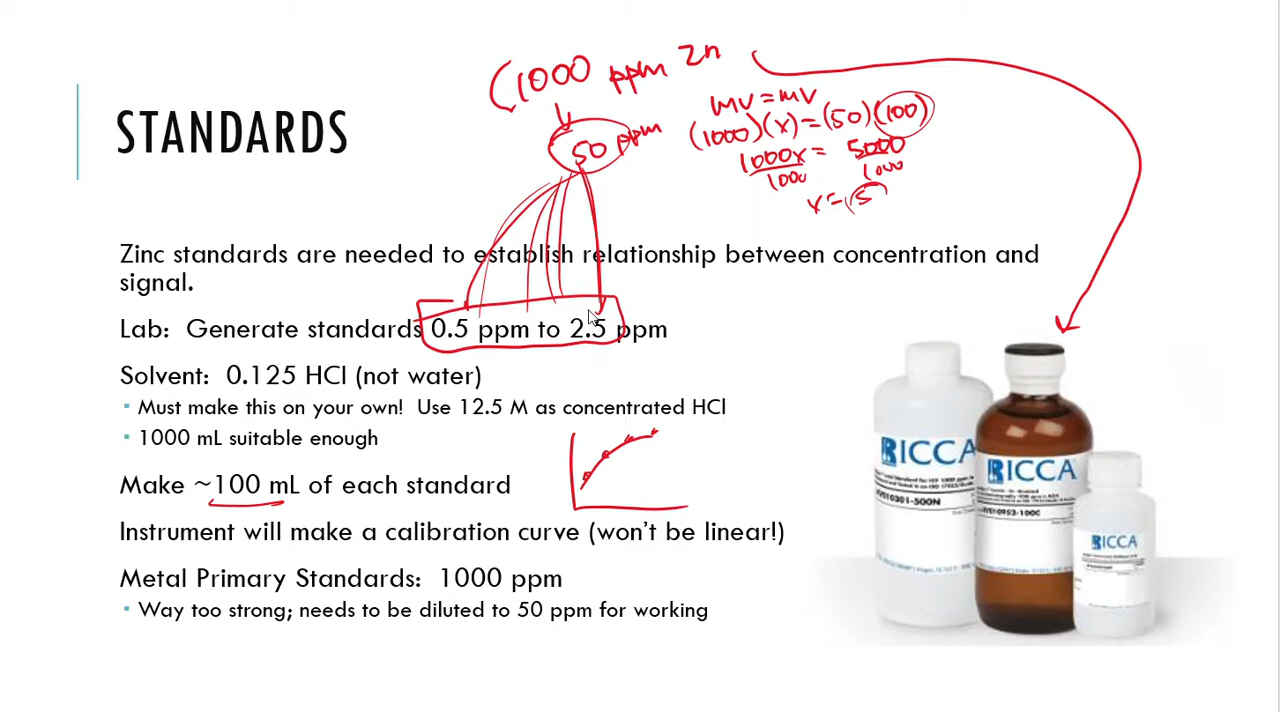 (1000 ppm Zn
50 ppm
MV = MV
(1000)(x) = (50)(100)
1000x = 5000
1000 1000
x = 5
STANDARDS
Zinc standards are needed to establish relationship between concentration and
signal.
Lab: Generate standards 0.5 ppm to 2.5 ppm
Solvent: 0.125 HCl (not water)
▪ Must make this on your own! Use 12.5 M as concentrated HCl
▪ 1000 mL suitable enough
Make ~100 mL of each standard
Instrument will make a calibration curve (won't be linear!)
Metal Primary Standards: 1000 ppm
▪ Way too strong; needs to be diluted to 50 ppm for working
RICCA
RICCA
RICCA